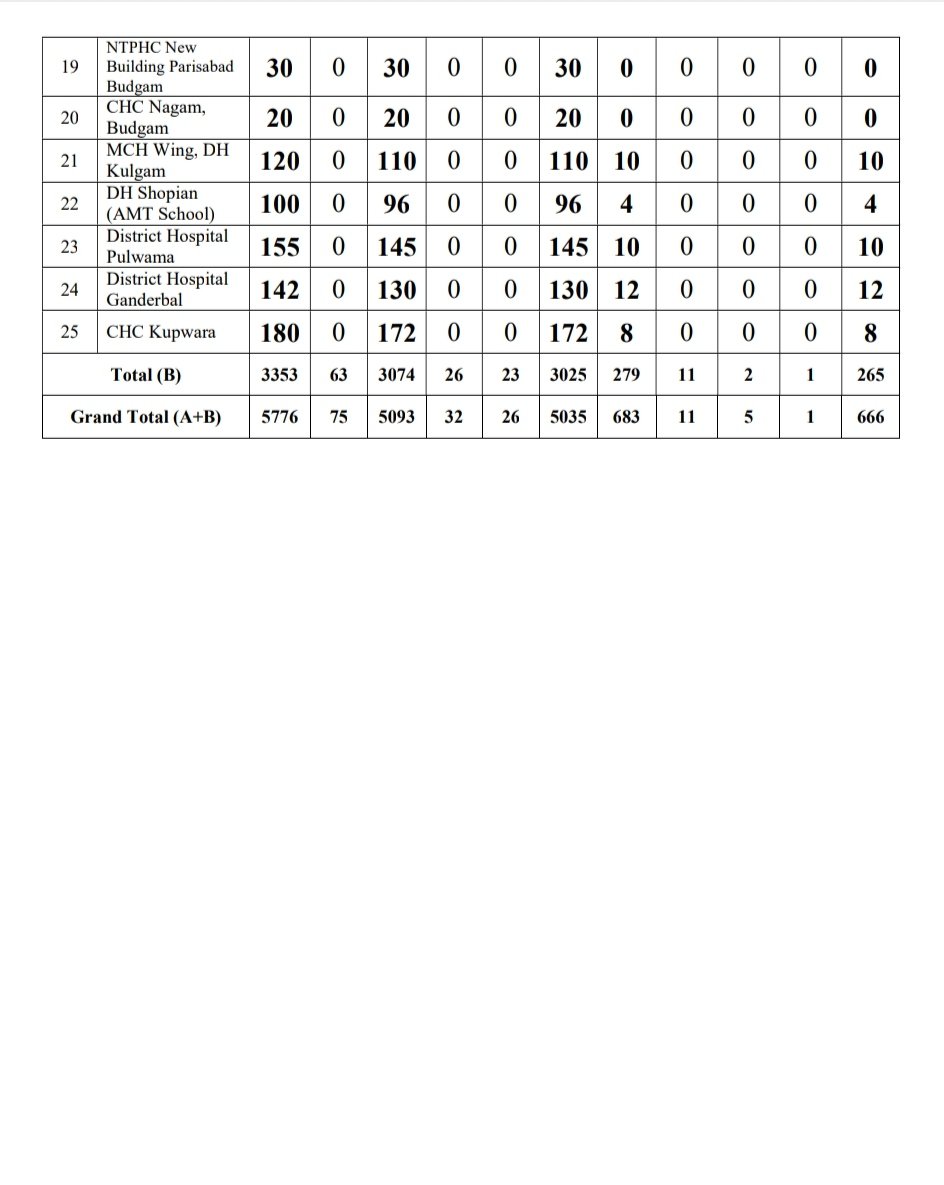 NTPHC New
19 Building Parisabad 30 0 30 0 0 30 0 0 0 0 0
Budgam
20 CHC Nagam, 20 0 20 0 0 20 0 0 0 0 0
Budgam
21 MCH Wing, DH 120 0 110 0 0 110 10 0 0 0 10
Kulgam
22 DH Shopian 100 0 96 0 0 96 4 0 0 0 4
(AMT School)
23 District Hospital 155 0 145 0 0 145 10 0 0 0 10
Pulwama
24 District Hospital 142 0 130 0 0 130 12 0 0 0 12
Ganderbal
25 CHC Kupwara 180 0 172 0 0 172 8 0 0 0 8
Total (B) 3353 63 3074 26 23 3025 279 11 2 1 265
Grand Total (A+B) 5776 75 5093 32 26 5035 683 11 5 1 666